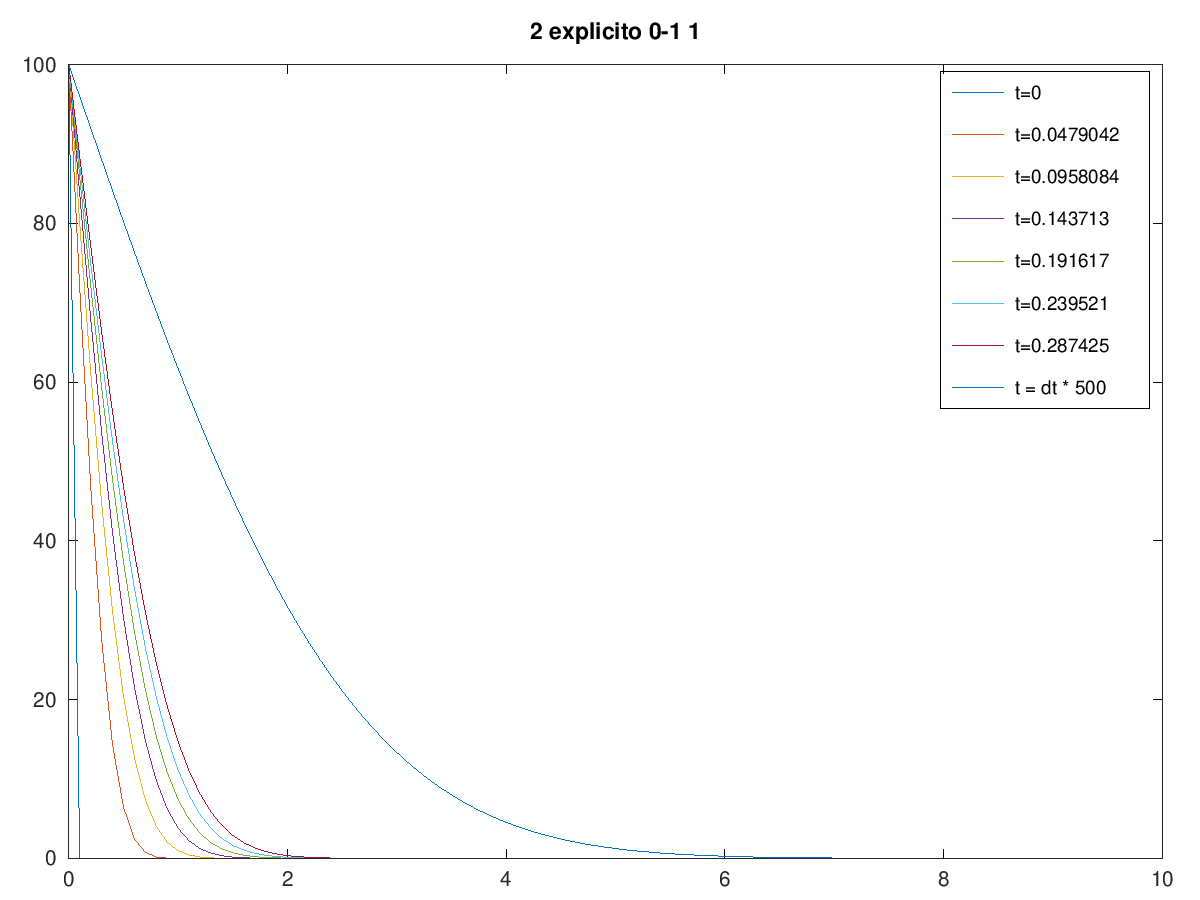 2 explicito 0-1 1
100
80
60
40
20
0
0 2 4 6 8 10
t=0
t=0.0479042
t=0.0958084
t=0.143713
t=0.191617
t=0.239521
t=0.287425
t = dt * 500